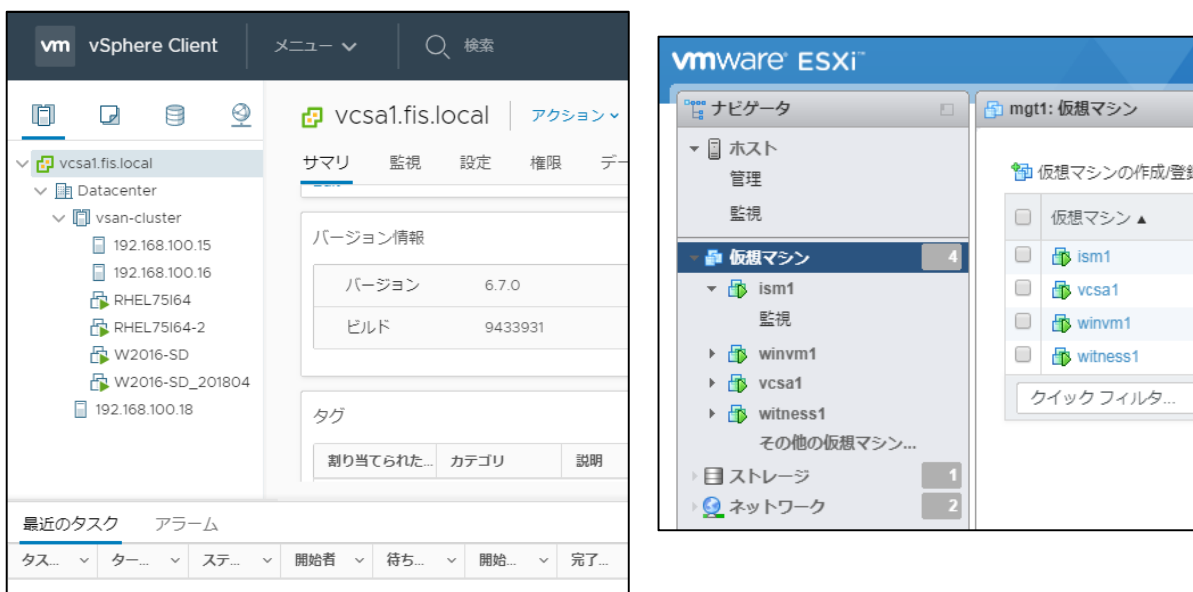 vm vSphere Client メニュー 検索
vcsa1.fis.local アクション
サマリ 監視 設定 権限 デー
vcsa1.fis.local
Datacenter
vsan-cluster
192.168.100.15
192.168.100.16
RHEL75I64
RHEL75I64-2
W2016-SD
W2016-SD_201804
192.168.100.18
バージョン情報
バージョン 6.7.0
ビルド 9433931
タグ
割り当てられた... カテゴリ 説明
最近のタスク アラーム
タス... ター... ステ... 開始者 待ち... 開始... 完了...
vmware ESXi™
ナビゲータ
ホスト
管理
監視
仮想マシン 4
ism1
監視
winvm1
vcsa1
witness1
その他の仮想マシン...
ストレージ 1
ネットワーク 2
mgt1: 仮想マシン
仮想マシンの作成/登録
仮想マシン ▲
ism1
vcsa1
winvm1
witness1
クイック フィルタ...